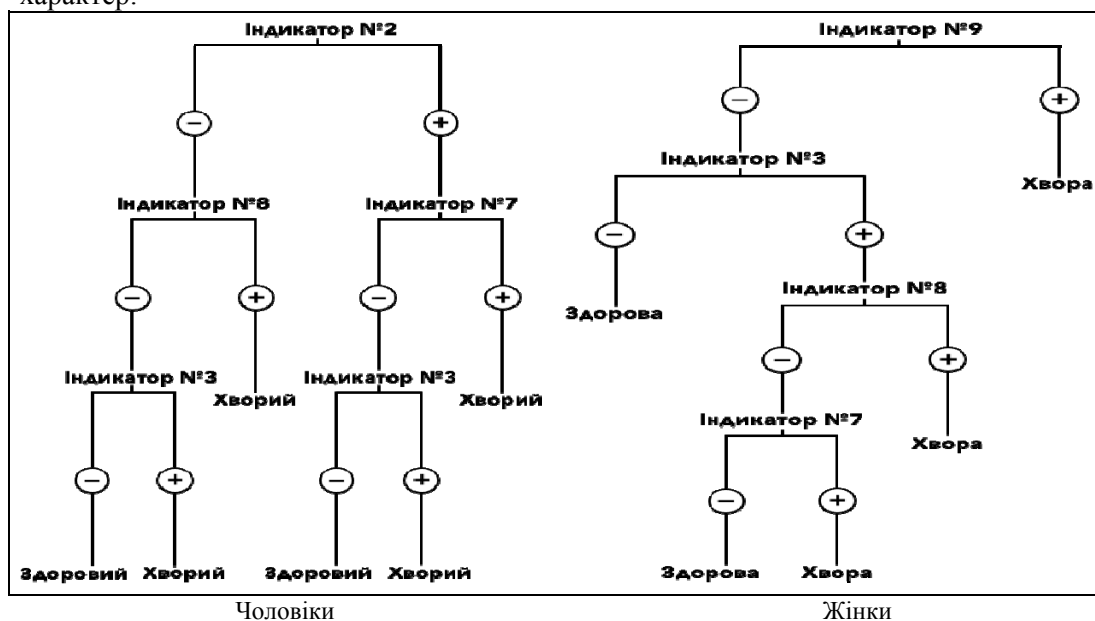 характер:
Індикатор №2
Індикатор №9
−
+
−
+
Індикатор №3
Хвора
Індикатор №8
Індикатор №7
−
+
−
+
−
+
Індикатор №8
Здорова
−
+
Індикатор №3
Хворий
Індикатор №3
Хворий
Індикатор №7
Хвора
−
+
−
+
−
+
Здоровий
Хворий
Здоровий
Хворий
Здорова
Хвора
Чоловіки
Жінки